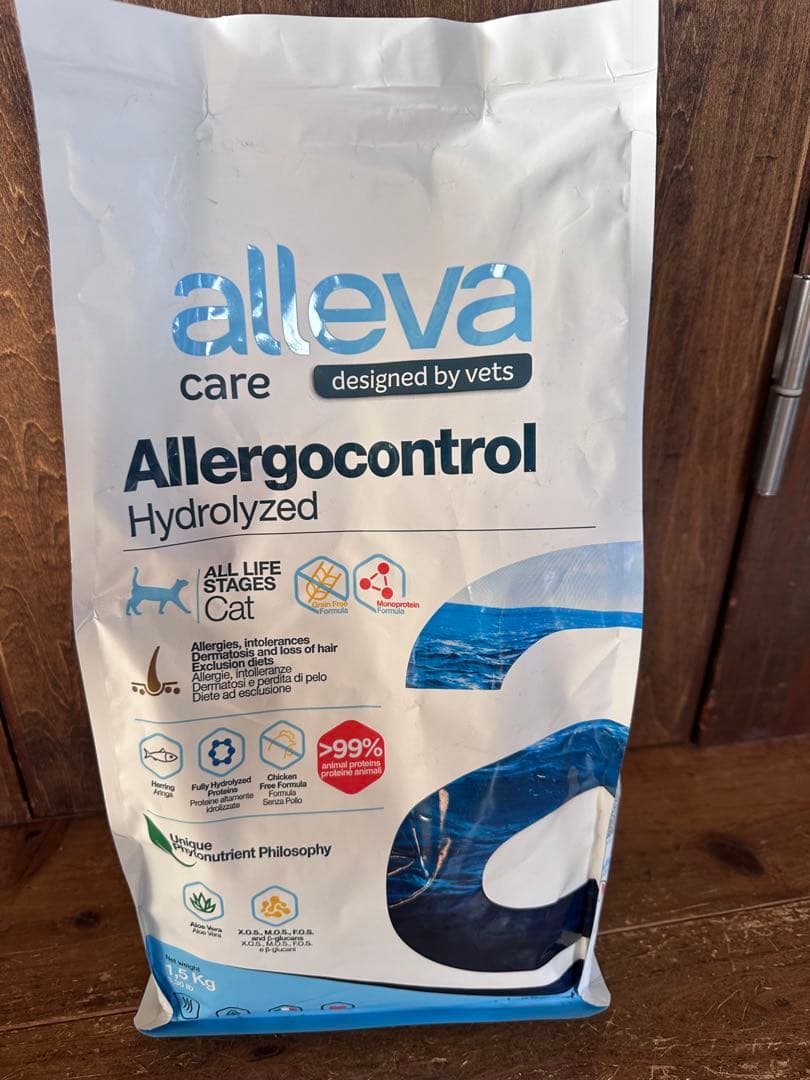 alleva
care
designed by vets
Allergocontrol
Hydrolyzed
ALL LIFE
STAGES
Cat
Grain Free
Formula
Monoprotein
Formula
Allergies, intolerances
Dermatosis and loss of hair
Exclusion diets
Allergie, intolleranze
Dermatosi e perdita di pelo
Diete ad esclusione
Herring
Aringa
Fully Hydrolyzed
Proteins
Proteine altamente
idrolizzate
Chicken
Free Formula
Formula
Senza Pollo
>99%
animal proteins
proteine animali
Unique
Phytonutrient Philosophy
Aloe Vera
Aloe Vera
X.O.S., M.O.S., F.O.S.
and β-glucans
X.O.S., M.O.S., F.O.S.
e β-glucani
Net weight
1,5 Kg
lb